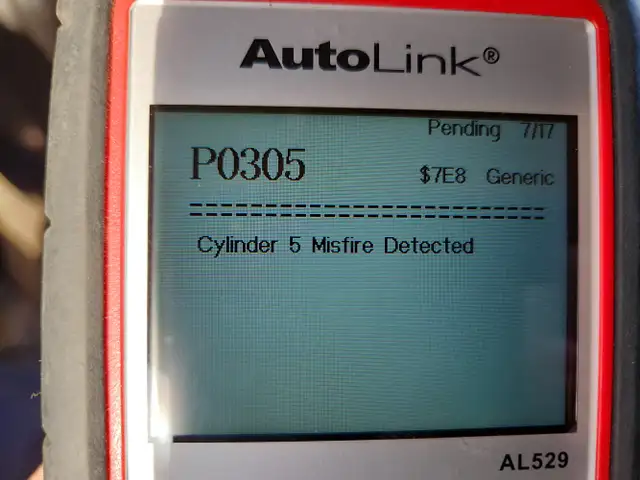 AutoLink®
Pending 7/17
P0305
$7E8 Generic
==============================
Cylinder 5 Misfire Detected
AL529